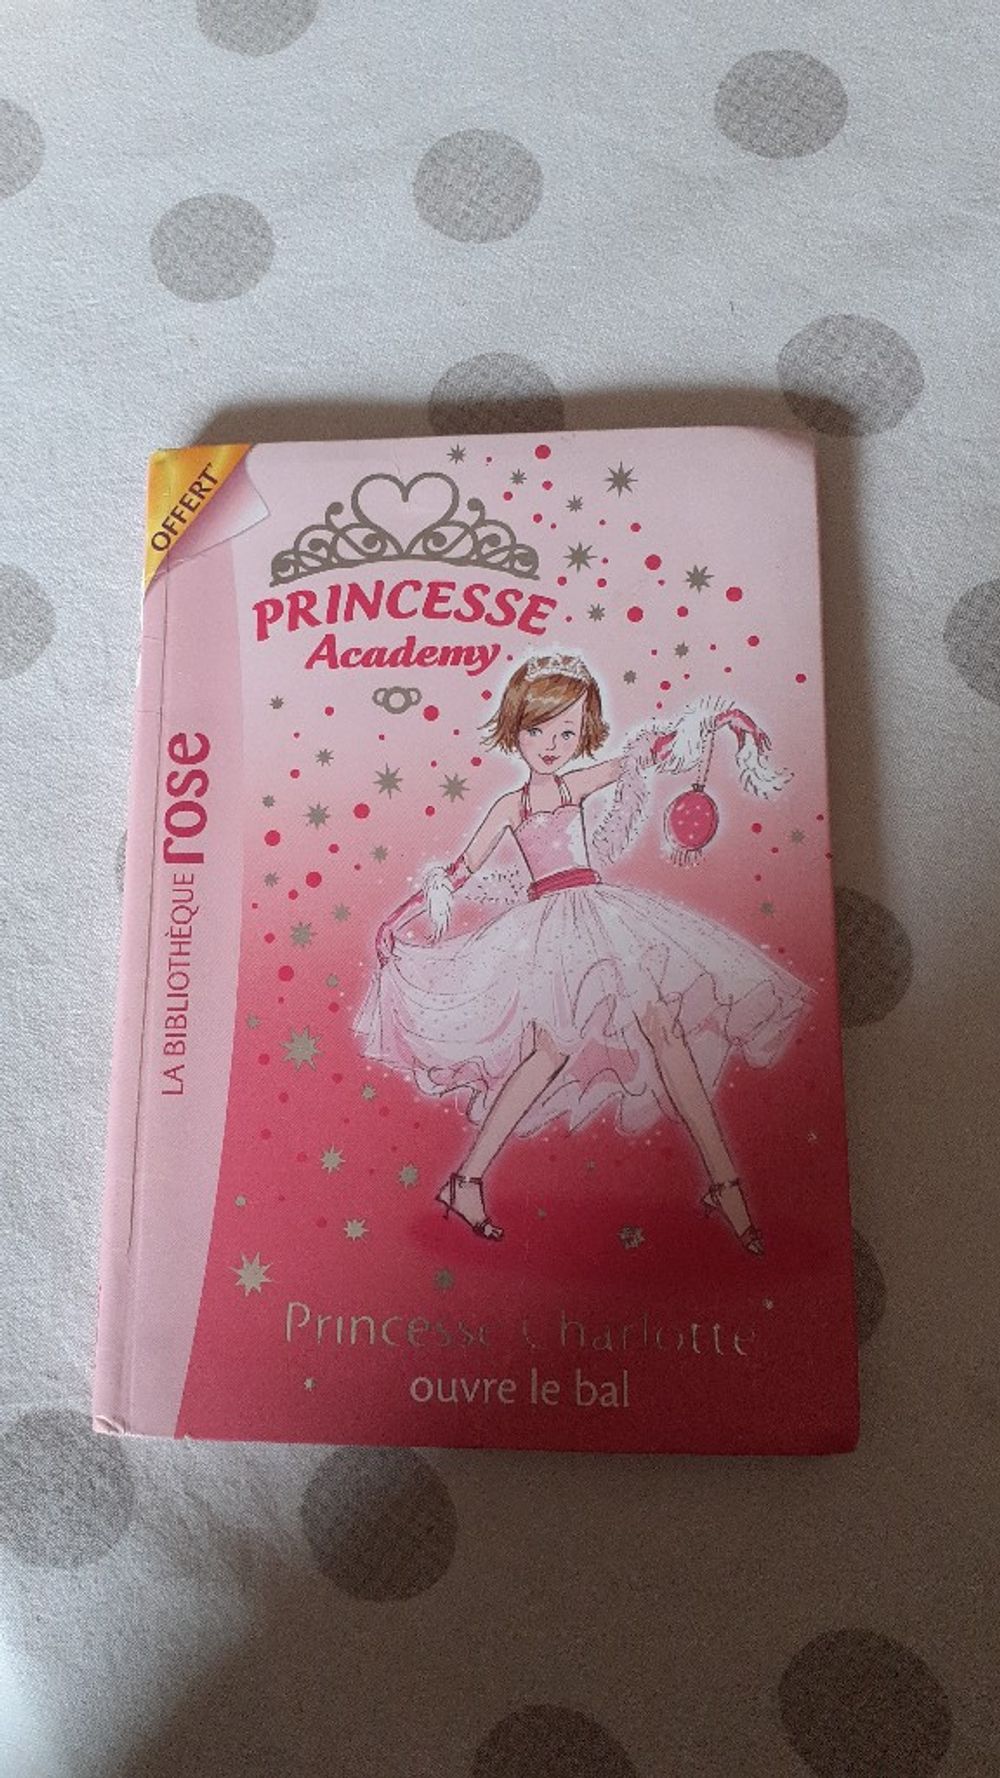 OFFERT*
PRINCESSE
Academy
LA BIBLIOTHÈQUE rose
Princesse Charlotte
ouvre le bal